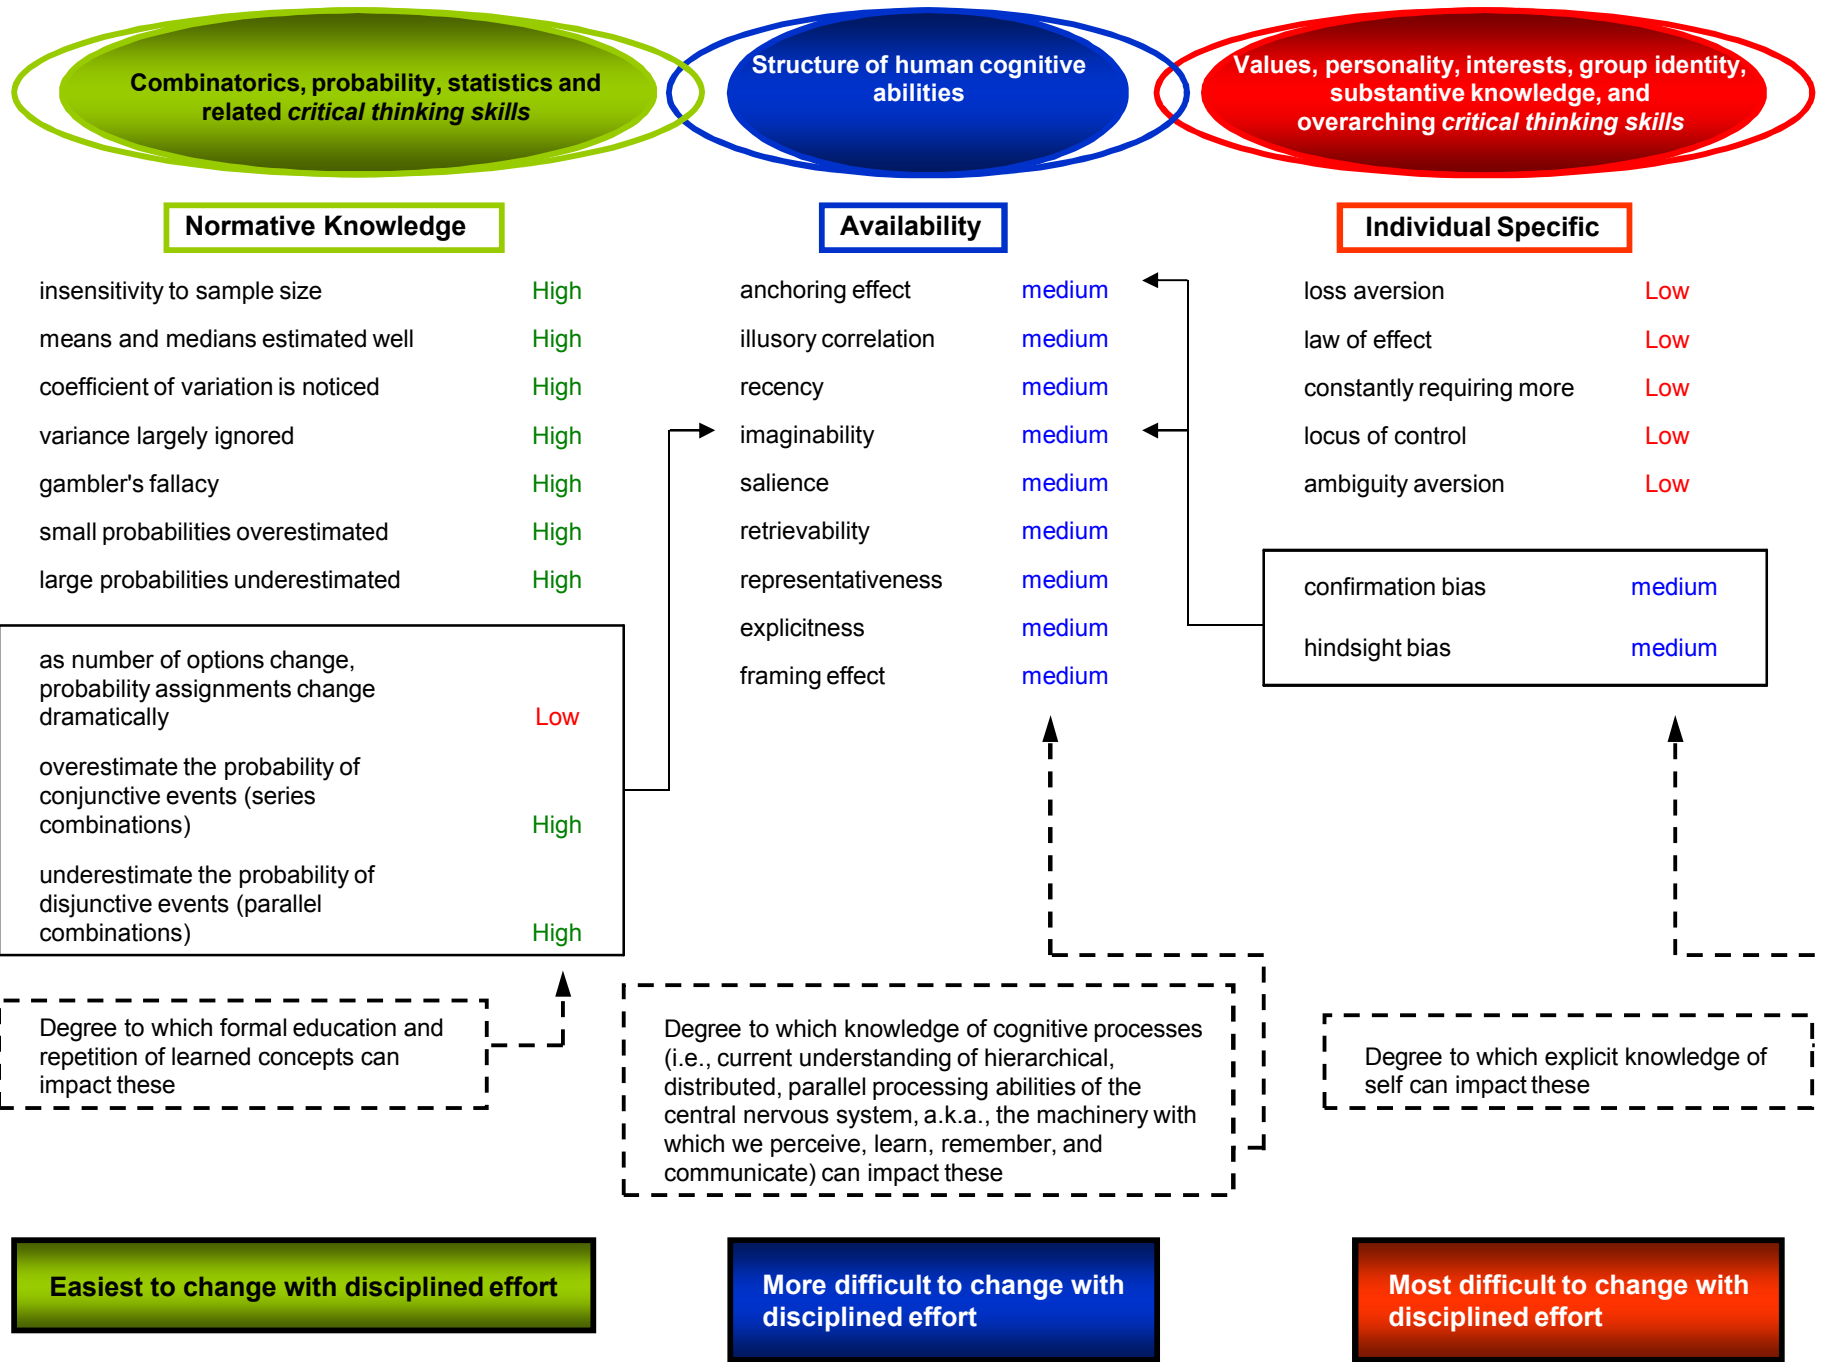 Combinatorics, probability, statistics and
related critical thinking skills
Structure of human cognitive
abilities
Values, personality, interests, group identity,
substantive knowledge, and
overarching critical thinking skills
Normative Knowledge
insensitivity to sample size High
means and medians estimated well High
coefficient of variation is noticed High
variance largely ignored High
gambler's fallacy High
small probabilities overestimated High
large probabilities underestimated High
as number of options change,
probability assignments change
dramatically Low
overestimate the probability of
conjunctive events (series
combinations) High
underestimate the probability of
disjunctive events (parallel
combinations) High
Degree to which formal education and
repetition of learned concepts can
impact these
Easiest to change with disciplined effort
Availability
anchoring effect medium
illusory correlation medium
recency medium
imaginability medium
salience medium
retrievability medium
representativeness medium
explicitness medium
framing effect medium
Degree to which knowledge of cognitive processes
(i.e., current understanding of hierarchical,
distributed, parallel processing abilities of the
central nervous system, a.k.a., the machinery with
which we perceive, learn, remember, and
communicate) can impact these
More difficult to change with
disciplined effort
Individual Specific
loss aversion Low
law of effect Low
constantly requiring more Low
locus of control Low
ambiguity aversion Low
confirmation bias medium
hindsight bias medium
Degree to which explicit knowledge of
self can impact these
Most difficult to change with
disciplined effort